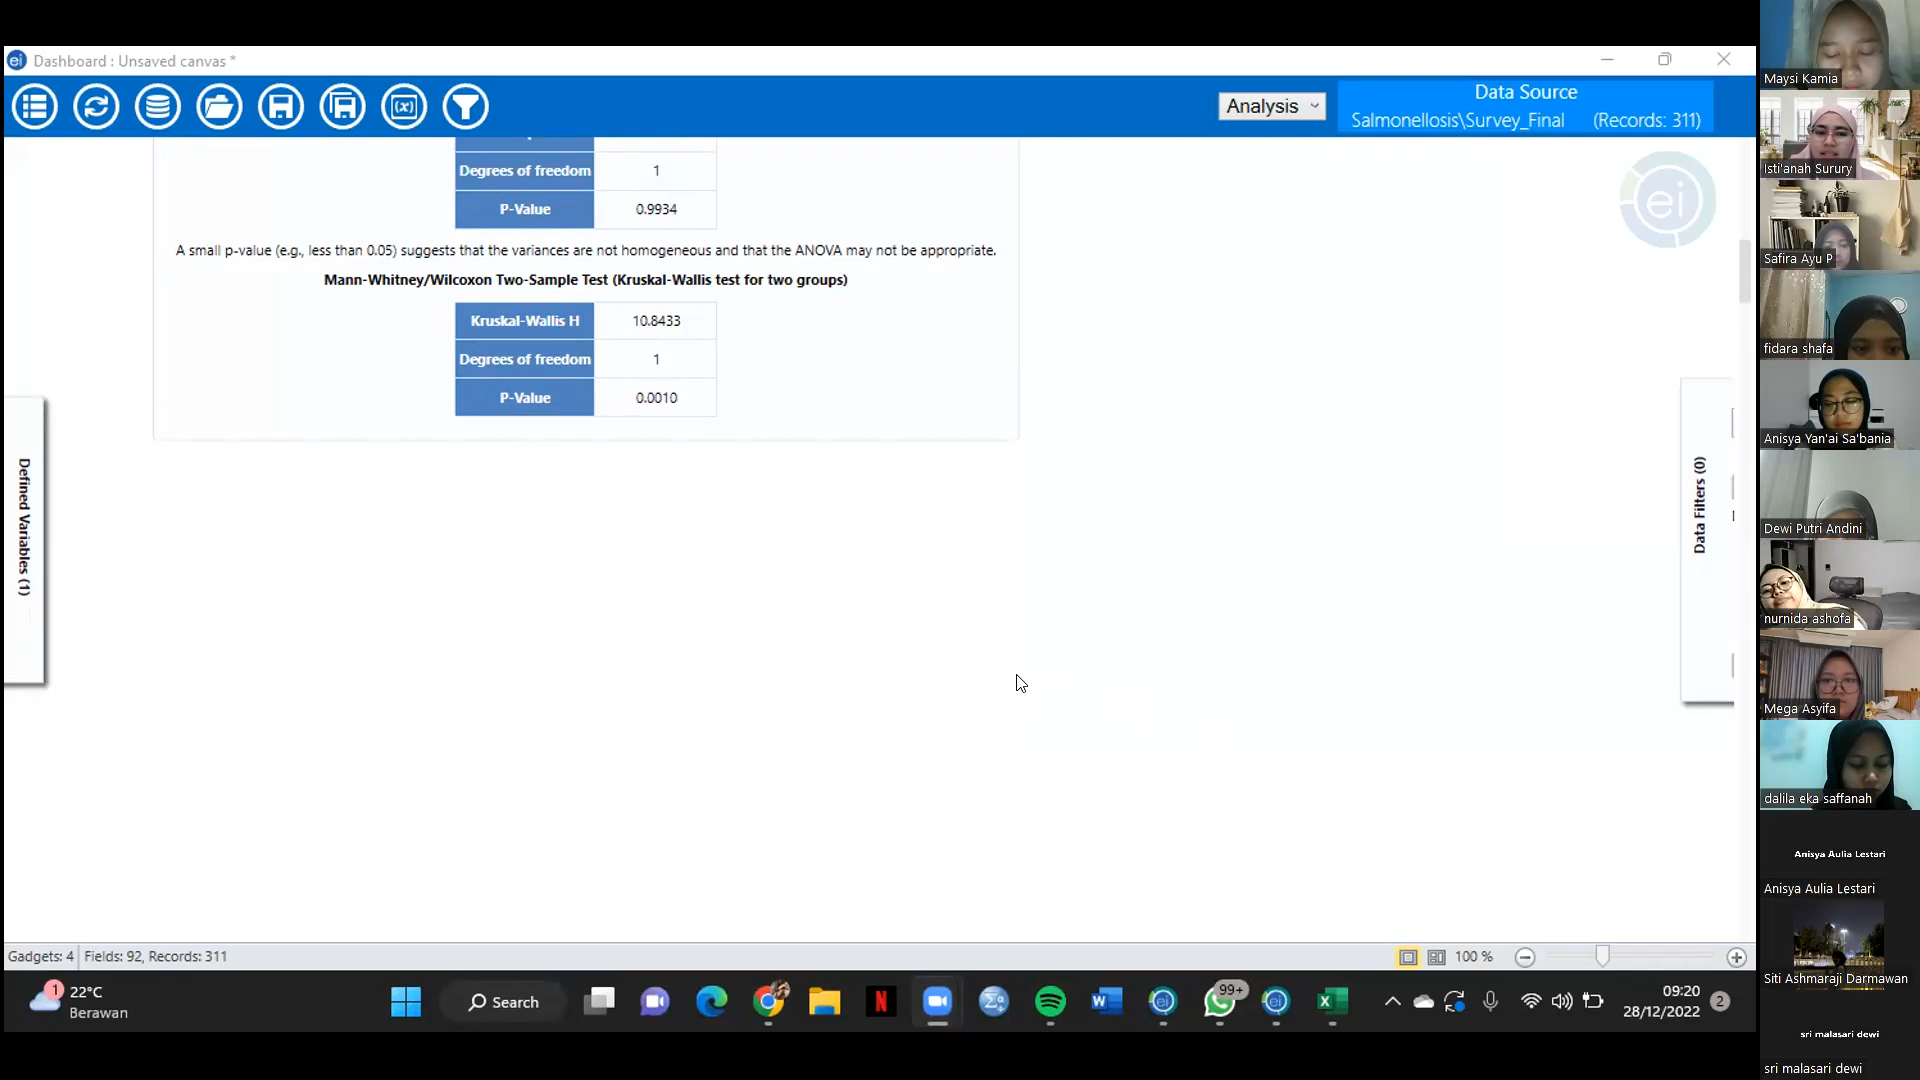 ei Dashboard : Unsaved canvas *
Analysis
Data Source
Salmonellosis\Survey_Final (Records: 311)
Degrees of freedom 1
P-Value 0.9934
A small p-value (e.g., less than 0.05) suggests that the variances are not homogeneous and that the ANOVA may not be appropriate.
Mann-Whitney/Wilcoxon Two-Sample Test (Kruskal-Wallis test for two groups)
Kruskal-Wallis H 10.8433
Degrees of freedom 1
P-Value 0.0010
ei
Defined Variables (1)
Data Filters (0)
Gadgets: 4 Fields: 92, Records: 311
100 %
1
22°C
Berawan
Search
99+
09:20
28/12/2022
2
Maysi Kamia
Isti'anah Surury
Safira Ayu P
fidara shafa
Anisya Yan'ai Sa'bania
Dewi Putri Andini
nurnida ashofa
Mega Asyifa
dalila eka saffanah
Anisya Aulia Lestari
Anisya Aulia Lestari
Siti Ashmaraji Darmawan
sri malasari dewi
sri malasari dewi